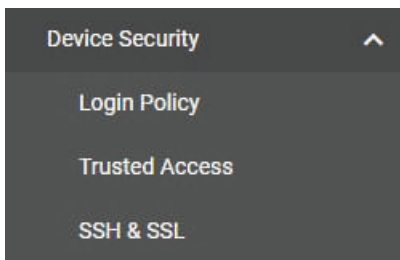 Device Security
Login Policy
Trusted Access
SSH & SSL